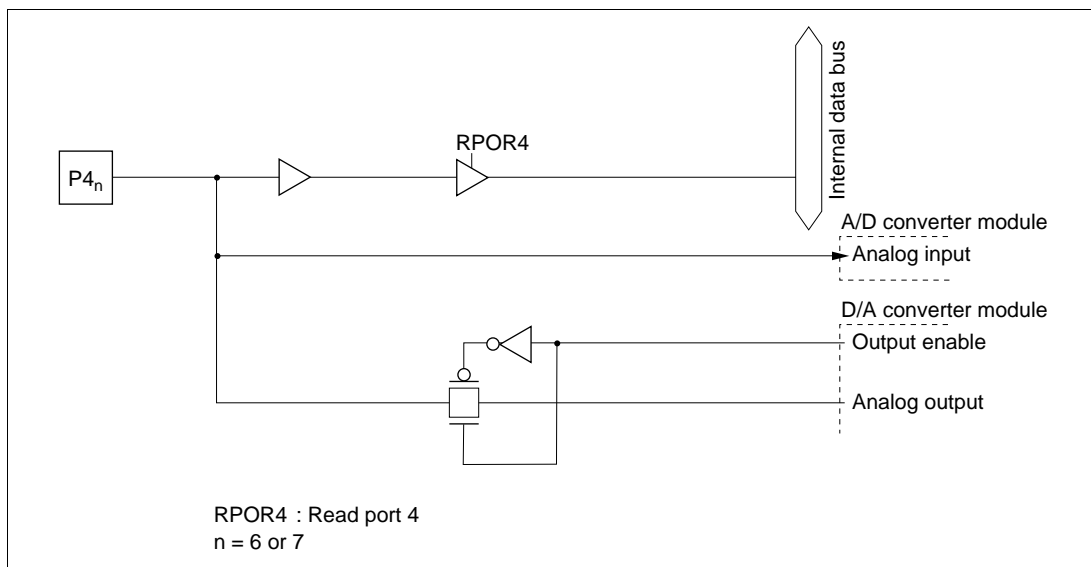 RPOR4
P4n
Internal data bus
A/D converter module
Analog input
D/A converter module
Output enable
Analog output
RPOR4 : Read port 4
n = 6 or 7